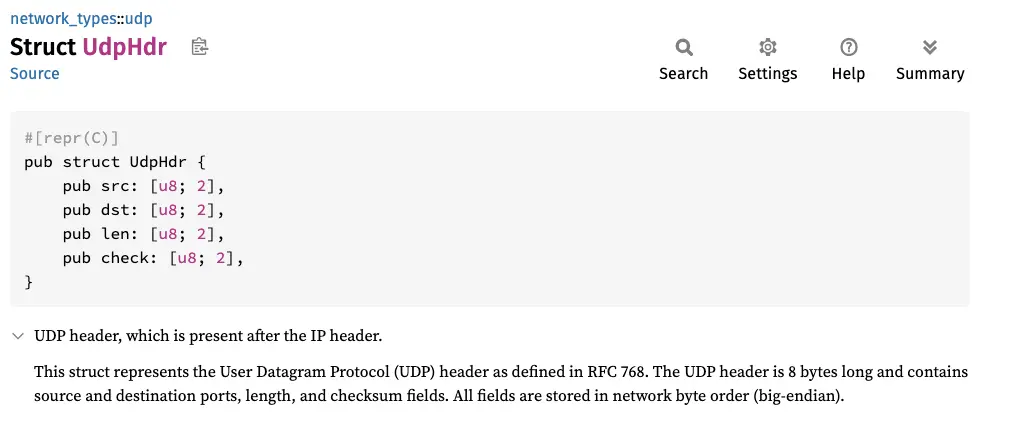 network_types::udp
Struct UdpHdr
Source
Search
Settings
Help
Summary
#[repr(C)]
pub struct UdpHdr {
    pub src: [u8; 2],
    pub dst: [u8; 2],
    pub len: [u8; 2],
    pub check: [u8; 2],
}
UDP header, which is present after the IP header.
This struct represents the User Datagram Protocol (UDP) header as defined in RFC 768. The UDP header is 8 bytes long and contains
source and destination ports, length, and checksum fields. All fields are stored in network byte order (big-endian).